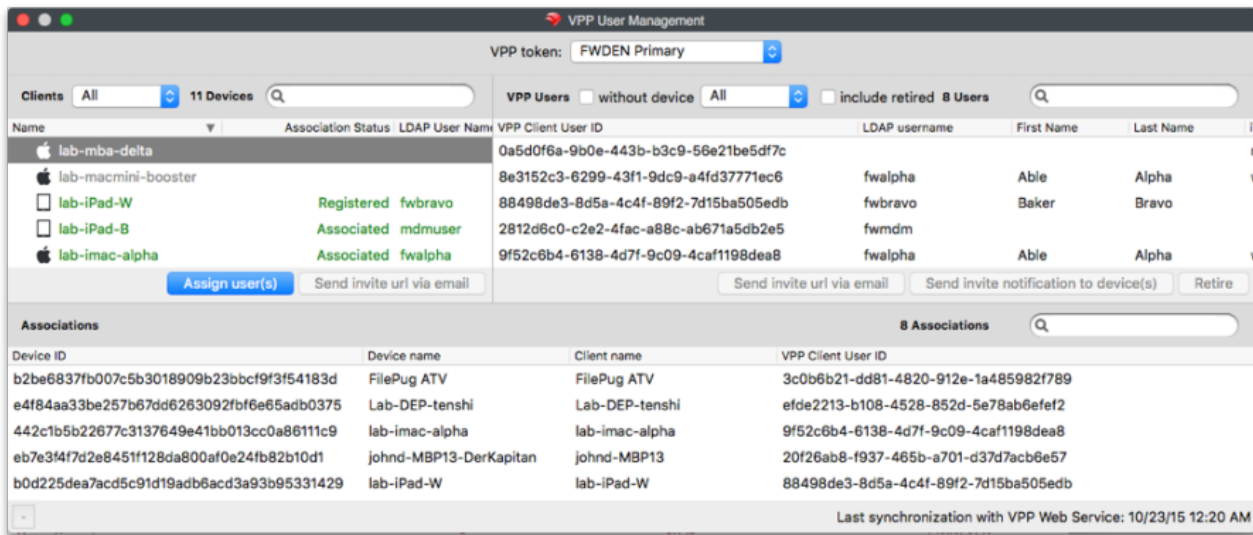 VPP User Management
VPP token: FWDEN Primary
Clients All 11 Devices
VPP Users without device All include retired 8 Users
Name Association Status LDAP User Name VPP Client User ID LDAP username First Name Last Name
lab-mba-delta 0a5d0f6a-9b0e-443b-b3c9-56e21be5df7c
lab-macmini-booster 8e3152c3-6299-43f1-9dc9-a4fd37771ec6 fwalpha Able Alpha
lab-iPad-W Registered fwbravo 88498de3-8d5a-4c4f-89f2-7d15ba505edb fwbravo Baker Bravo
lab-iPad-B Associated mdmuser 2812d6c0-c2e2-4fac-a88c-ab671a5db2e5 fwmdm
lab-imac-alpha Associated fwalpha 9f52c6b4-6138-4d7f-9c09-4caf1198dea8 fwalpha Able Alpha
Assign user(s) Send invite url via email Send invite url via email Send invite notification to device(s) Retire
Associations 8 Associations
Device ID Device name Client name VPP Client User ID
b2be6837fb007c5b3018909b23bbcf9f3f54183d FilePug ATV FilePug ATV 3c0b6b21-dd81-4820-912e-1a485982f789
e4f84aa33be257b67dd6263092fbf6e65adb0375 Lab-DEP-tenshi Lab-DEP-tenshi efde2213-b108-4528-852d-5e78ab6efef2
442c1b5b22677c3137649e41bb013cc0a86111c9 lab-imac-alpha lab-imac-alpha 9f52c6b4-6138-4d7f-9c09-4caf1198dea8
eb7e3f4f7d2e8451f128da800af0e24fb82b10d1 johnd-MBP13-DerKapitan johnd-MBP13 20f26ab8-f937-465b-a701-d37d7acb6e57
b0d225dea7acd5c91d19adb6acd3a93b95331429 lab-iPad-W lab-iPad-W 88498de3-8d5a-4c4f-89f2-7d15ba505edb
Last synchronization with VPP Web Service: 10/23/15 12:20 AM